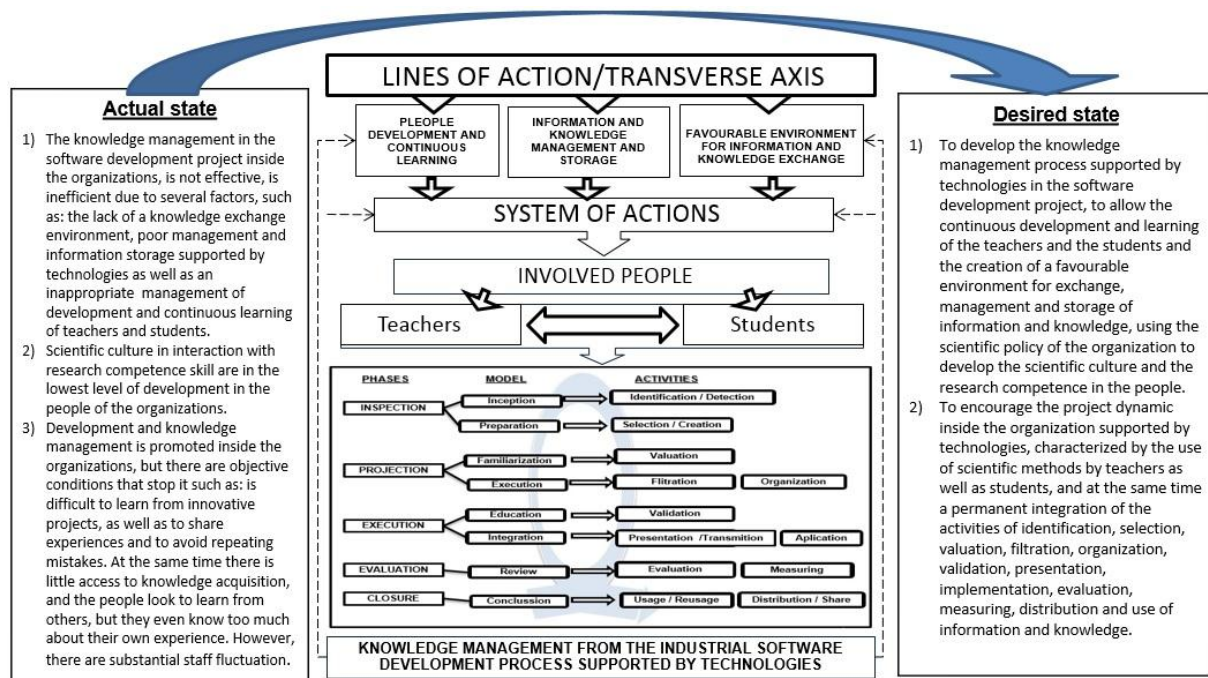 LINES OF ACTION/TRANSVERSE AXIS
Actual state
1) The knowledge management in the
software development project inside
the organizations, is not effective, is
inefficient due to several factors, such
as: the lack of a knowledge exchange
environment, poor management and
information storage supported by
technologies as well as an
inappropriate management of
development and continuous learning
of teachers and students.
2) Scientific culture in interaction with
research competence skill are in the
lowest level of development in the
people of the organizations.
3) Development and knowledge
management is promoted inside the
organizations, but there are objective
conditions that stop it such as: is
difficult to learn from innovative
projects, as well as to share
experiences and to avoid repeating
mistakes. At the same time there is
little access to knowledge acquisition,
and the people look to learn from
others, but they even know too much
about their own experience. However,
there are substantial staff fluctuation.
PLEOPLE
DEVELOPMENT AND
CONTINUOUS
LEARNING
INFORMATION AND
KNOWLEDGE
MANAGEMENT AND
STORAGE
FAVOURABLE ENVIRONMENT
FOR INFORMATION AND
KNOWLEDGE EXCHANGE
SYSTEM OF ACTIONS
INVOLVED PEOPLE
Teachers
Students
PHASES MODEL ACTIVITIES
INSPECTION Inception Identification / Detection
Preparation Selection / Creation
PROJECTION Familiarization Valuation
Execution Flitration Organization
EXECUTION Education Validation
Integration Presentation /Transmition Aplication
EVALUATION Review Evaluation Measuring
CLOSURE Conclussion Usage / Reusage Distribution / Share
KNOWLEDGE MANAGEMENT FROM THE INDUSTRIAL SOFTWARE
DEVELOPMENT PROCESS SUPPORTED BY TECHNOLOGIES
Desired state
1) To develop the knowledge
management process supported by
technologies in the software
development project, to allow the
continuous development and learning
of the teachers and the students and
the creation of a favourable
environment for exchange,
management and storage of
information and knowledge, using the
scientific policy of the organization to
develop the scientific culture and the
research competence in the people.
2) To encourage the project dynamic
inside the organization supported by
technologies, characterized by the use
of scientific methods by teachers as
well as students, and at the same time
a permanent integration of the
activities of identification, selection,
valuation, filtration, organization,
validation, presentation,
implementation, evaluation,
measuring, distribution and use of
information and knowledge.